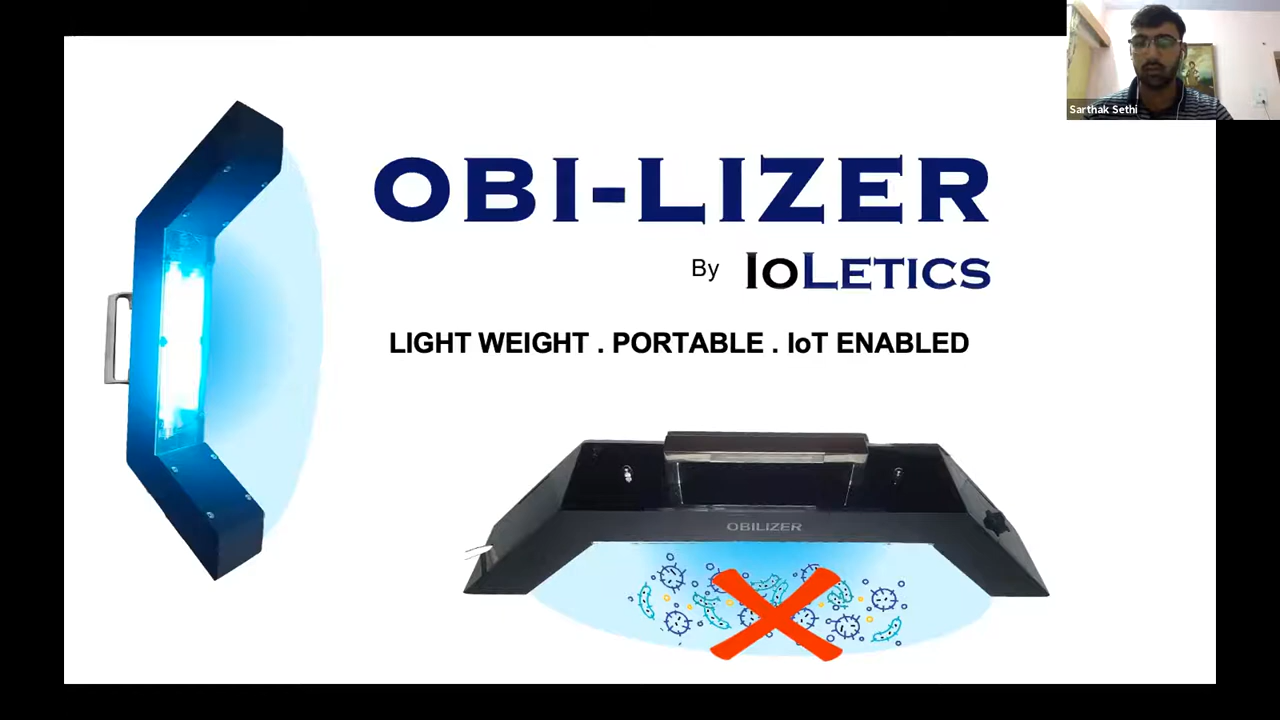 Sarthak Sethi
OBI-LIZER
By IoLETICS
LIGHT WEIGHT . PORTABLE . IoT ENABLED
OBILIZER